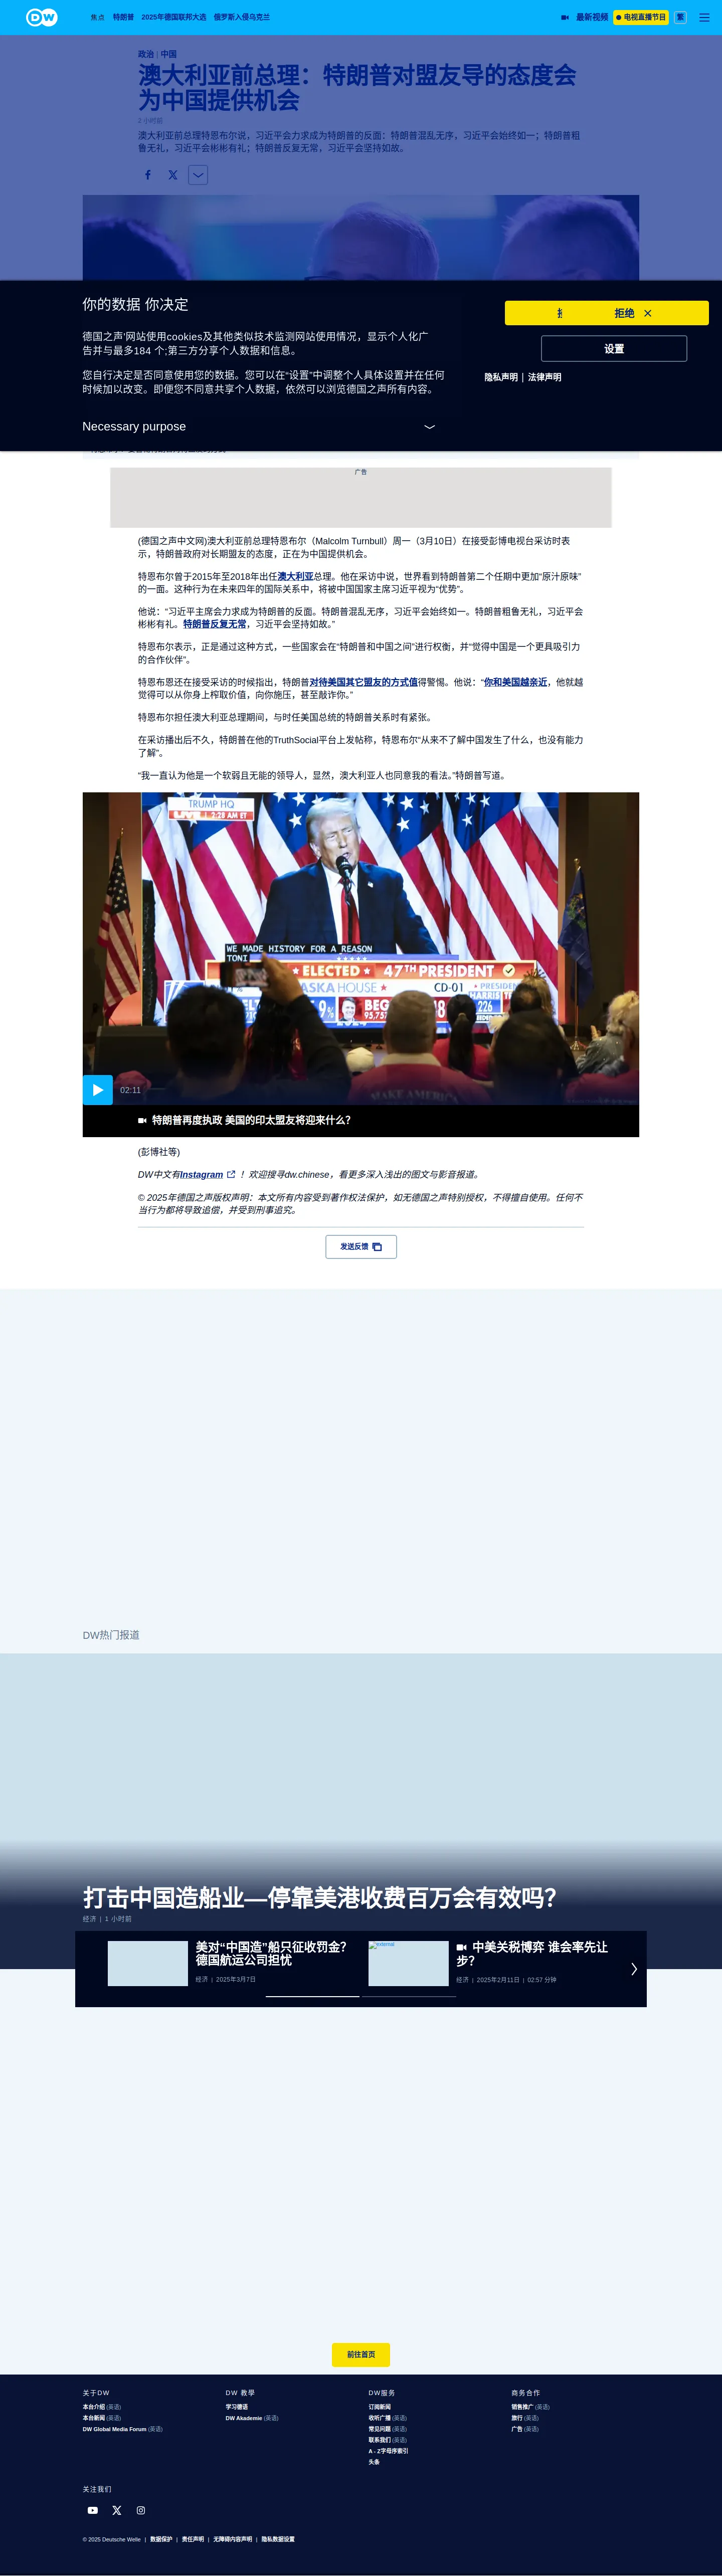 DW
焦点 特朗普 2025年德国联邦大选 俄罗斯入侵乌克兰
最新视频 电视直播节目 繁
政治 | 中国
澳大利亚前总理：特朗普对盟友导的态度会
为中国提供机会
2 小时前
澳大利亚前总理特恩布尔说，习近平会力求成为特朗普的反面：特朗普混乱无序，习近平会始终如一；特朗普粗
鲁无礼，习近平会彬彬有礼；特朗普反复无常，习近平会坚持如故。
你的数据 你决定
拒绝
设置
德国之声'网站使用cookies及其他类似技术监测网站使用情况，显示个人化广
告并与最多184 个;第三方分享个人数据和信息。
您自行决定是否同意使用您的数据。您可以在“设置”中调整个人具体设置并在任何
时候加以改变。即便您不同意共享个人数据，依然可以浏览德国之声所有内容。
隐私声明 | 法律声明
Necessary purpose
广告
(德国之声中文网)澳大利亚前总理特恩布尔（Malcolm Turnbull）周一（3月10日）在接受彭博电视台采访时表
示，特朗普政府对长期盟友的态度，正在为中国提供机会。
特恩布尔曾于2015年至2018年出任澳大利亚总理。他在采访中说，世界看到特朗普第二个任期中更加“原汁原味”
的一面。这种行为在未来四年的国际关系中，将被中国国家主席习近平视为“优势”。
他说：“习近平主席会力求成为特朗普的反面。特朗普混乱无序，习近平会始终如一。特朗普粗鲁无礼，习近平会
彬彬有礼。特朗普反复无常，习近平会坚持如故。”
特恩布尔表示，正是通过这种方式，一些国家会在“特朗普和中国之间”进行权衡，并“觉得中国是一个更具吸引力
的合作伙伴”。
特朗布恩还在接受采访的时候指出，特朗普对待美国其它盟友的方式值得警惕。他说：“你和美国越亲近，他就越
觉得可以从你身上榨取价值，向你施压，甚至敲诈你。”
特恩布尔担任澳大利亚总理期间，与时任美国总统的特朗普关系时有紧张。
在采访播出后不久，特朗普在他的TruthSocial平台上发帖称，特恩布尔“从来不了解中国发生了什么，也没有能力
了解”。
“我一直认为他是一个软弱且无能的领导人，显然，澳大利亚人也同意我的看法。”特朗普写道。
TRUMP HQ
LIVE 2:28 AM ET
WE MADE HISTORY FOR A REASON
TONI
ELECTED 47TH PRESIDENT
ALASKA HOUSE CD-01
PRESIDENT
226
MAKE AMERICA
02:11
特朗普再度执政 美国的印太盟友将迎来什么？
(彭博社等)
DW中文有Instagram！欢迎搜寻dw.chinese，看更多深入浅出的图文与影音报道。
© 2025年德国之声版权声明：本文所有内容受到著作权法保护，如无德国之声特别授权，不得擅自使用。任何不
当行为都将导致追偿，并受到刑事追究。
发送反馈
DW热门报道
打击中国造船业—停靠美港收费百万会有效吗？
经济 | 1 小时前
美对“中国造”船只征收罚金？
德国航运公司担忧
经济 | 2025年3月7日
external
中美关税博弈 谁会率先让
步？
经济 | 2025年2月11日 | 02:57 分钟
前往首页
关于DW
本台介绍 (英语)
本台新闻 (英语)
DW Global Media Forum (英语)
DW 教學
学习德语
DW Akademie (英语)
DW服务
订阅新闻
收听广播 (英语)
常见问题 (英语)
联系我们 (英语)
A - Z字母序索引
头条
商务合作
销售推广 (英语)
旅行 (英语)
广告 (英语)
关注我们
© 2025 Deutsche Welle | 数据保护 | 责任声明 | 无障碍内容声明 | 隐私数据设置